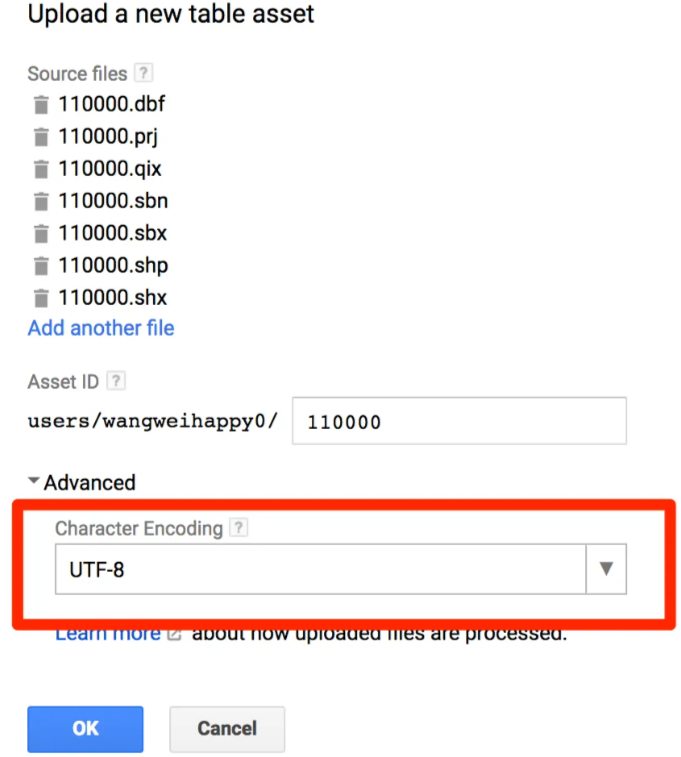 Upload a new table asset
Source files ?
110000.dbf
110000.prj
110000.qix
110000.sbn
110000.sbx
110000.shp
110000.shx
Add another file
Asset ID ?
users/wangweihappy0/ 110000
Advanced
Character Encoding ?
UTF-8
Learn more about how uploaded files are processed.
OK Cancel